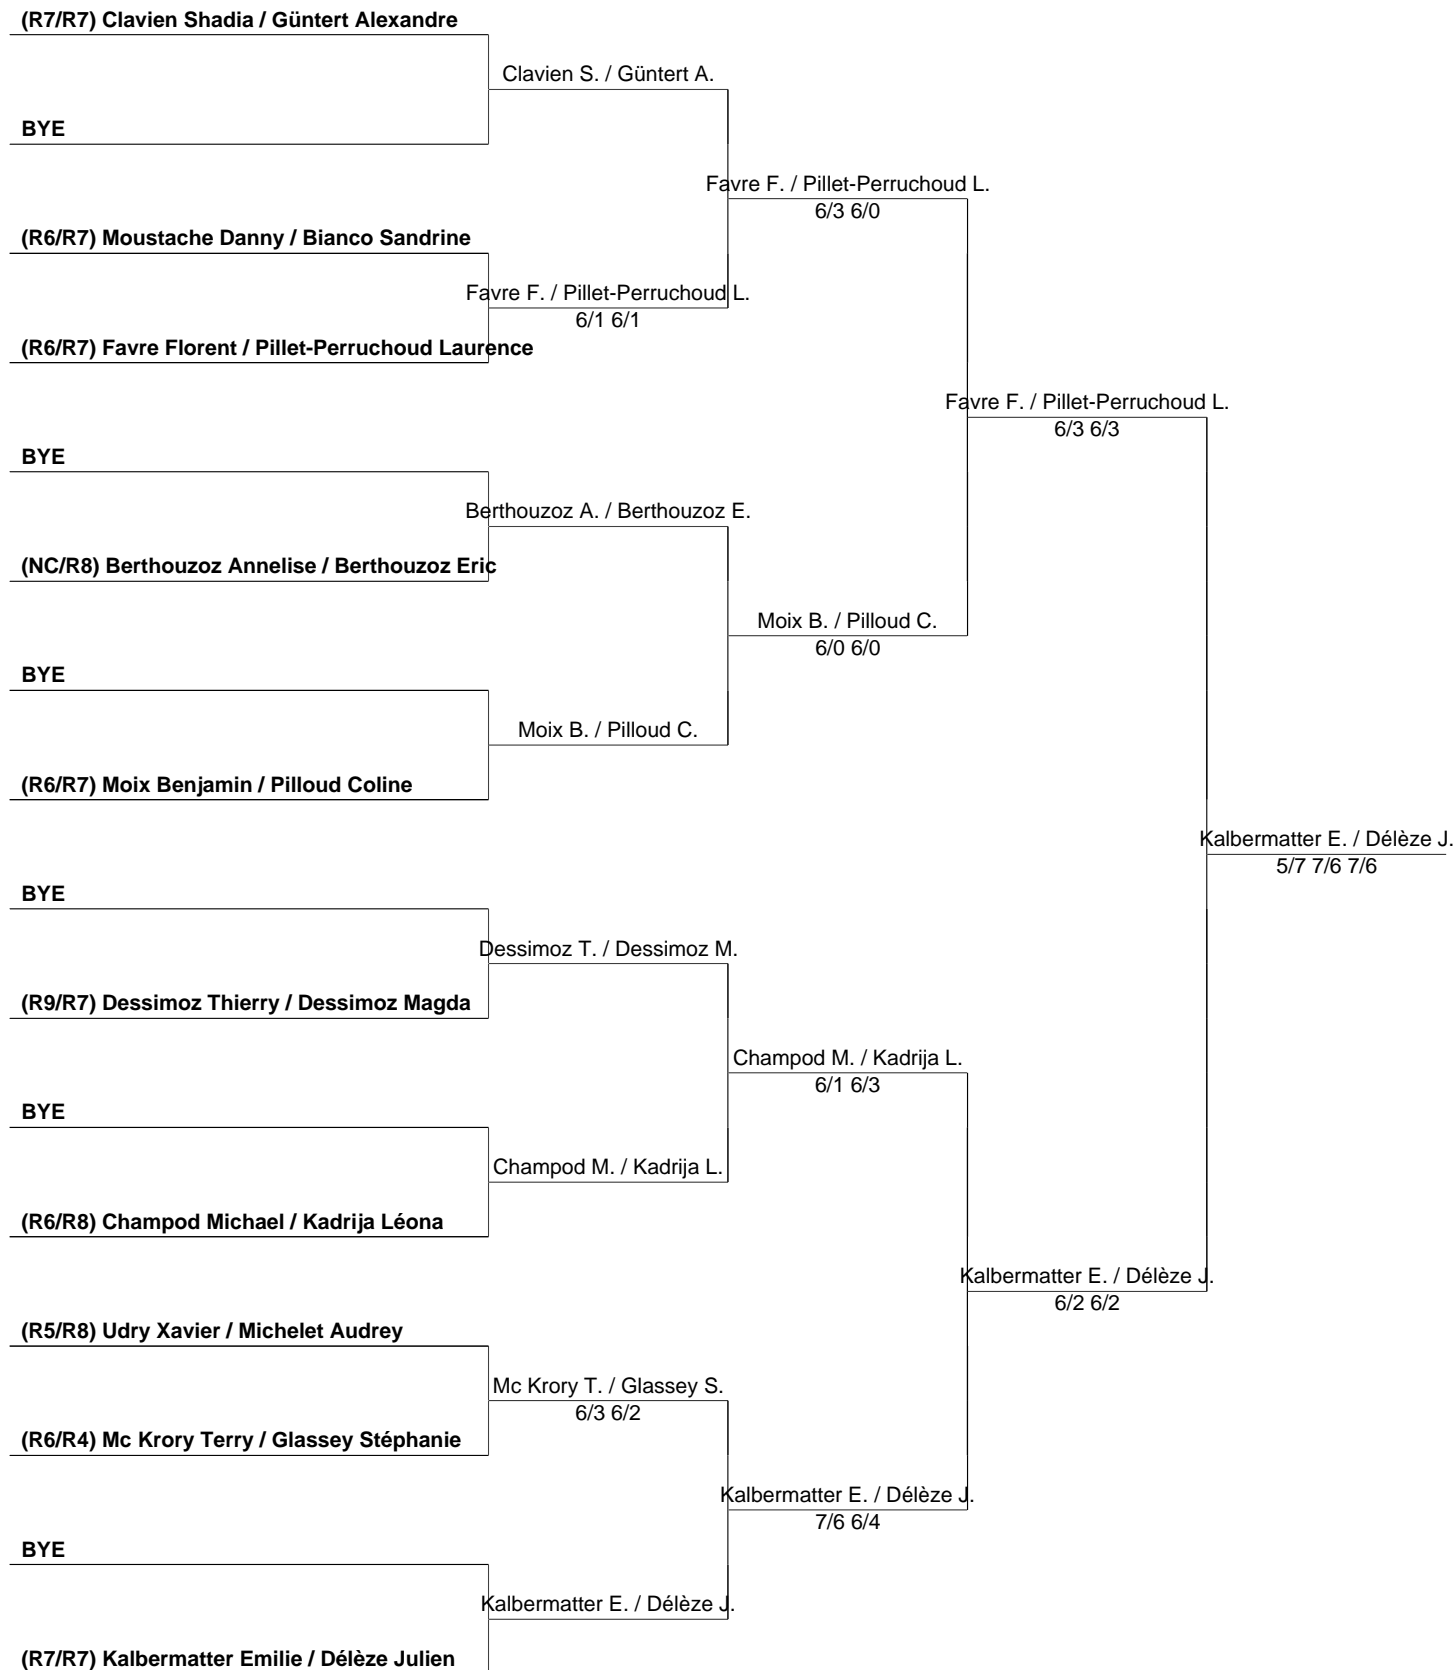 (R7/R7) Clavien Shadia / Güntert Alexandre
Clavien S. / Güntert A.
BYE
Favre F. / Pillet-Perruchoud L.
6/3 6/0
(R6/R7) Moustache Danny / Bianco Sandrine
Favre F. / Pillet-Perruchoud L.
6/1 6/1
(R6/R7) Favre Florent / Pillet-Perruchoud Laurence
Favre F. / Pillet-Perruchoud L.
6/3 6/3
BYE
Berthouzoz A. / Berthouzoz E.
(NC/R8) Berthouzoz Annelise / Berthouzoz Eric
Moix B. / Pilloud C.
6/0 6/0
BYE
Moix B. / Pilloud C.
(R6/R7) Moix Benjamin / Pilloud Coline
Kalbermatter E. / Délèze J.
5/7 7/6 7/6
BYE
Dessimoz T. / Dessimoz M.
(R9/R7) Dessimoz Thierry / Dessimoz Magda
Champod M. / Kadrija L.
6/1 6/3
BYE
Champod M. / Kadrija L.
(R6/R8) Champod Michael / Kadrija Léona
Kalbermatter E. / Délèze J.
6/2 6/2
(R5/R8) Udry Xavier / Michelet Audrey
Mc Krory T. / Glassey S.
6/3 6/2
(R6/R4) Mc Krory Terry / Glassey Stéphanie
Kalbermatter E. / Délèze J.
7/6 6/4
BYE
Kalbermatter E. / Délèze J.
(R7/R7) Kalbermatter Emilie / Délèze Julien